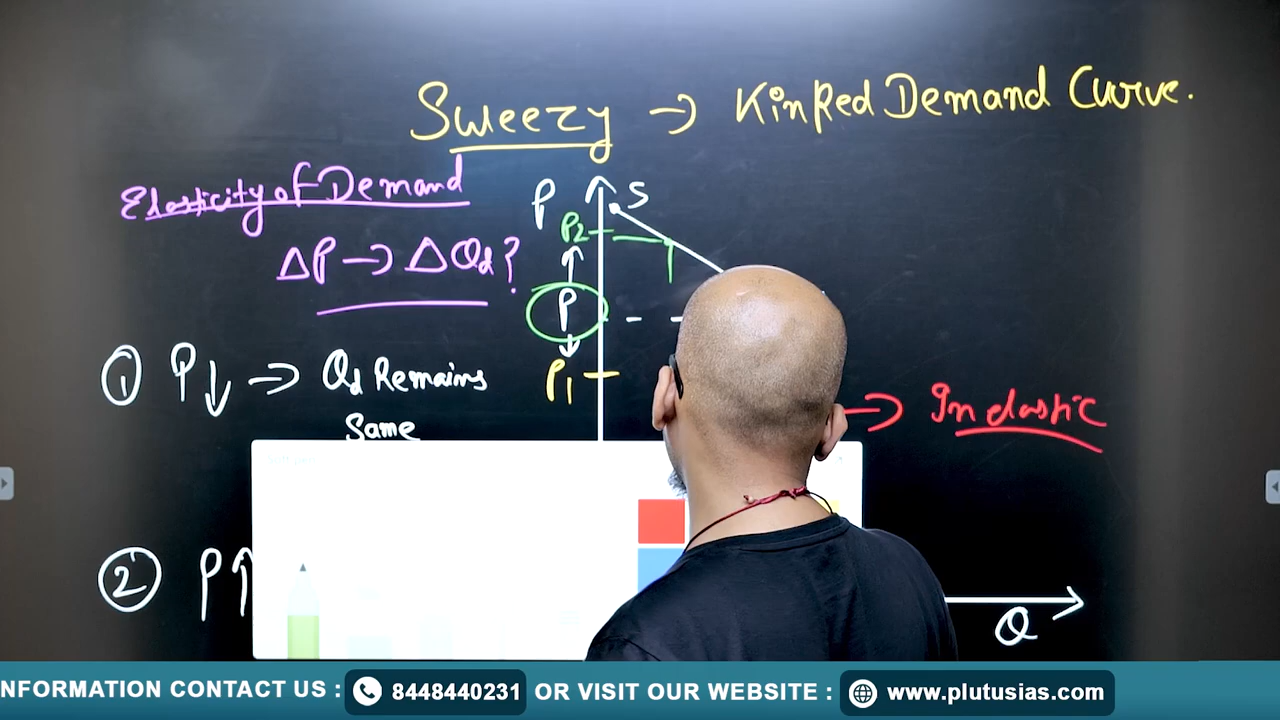 Sweezy → Kinked Demand Curve.
Elasticity of Demand
ΔP → ΔQd ?
P
S
P2
P
P1
① P↓ → Qd Remains
Same
→ Inelastic
② P↑
Q
NFORMATION CONTACT US : 8448440231 OR VISIT OUR WEBSITE : www.plutusias.com